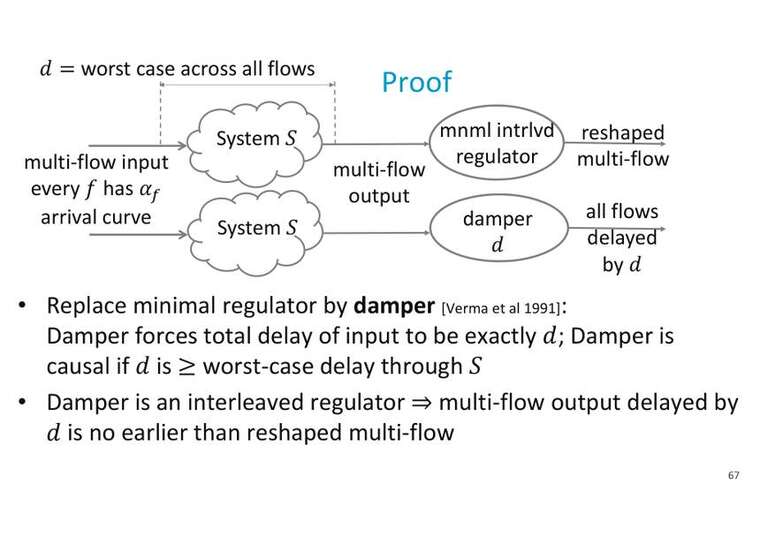 d = worst case across all flows
Proof
System S
mnml intrlvd
regulator
reshaped
multi-flow
multi-flow input
every f has αf
arrival curve
multi-flow
output
System S
damper
d
all flows
delayed
by d
• Replace minimal regulator by damper [Verma et al 1991]:
Damper forces total delay of input to be exactly d; Damper is
causal if d is ≥ worst-case delay through S
• Damper is an interleaved regulator ⇒ multi-flow output delayed by
d is no earlier than reshaped multi-flow
67